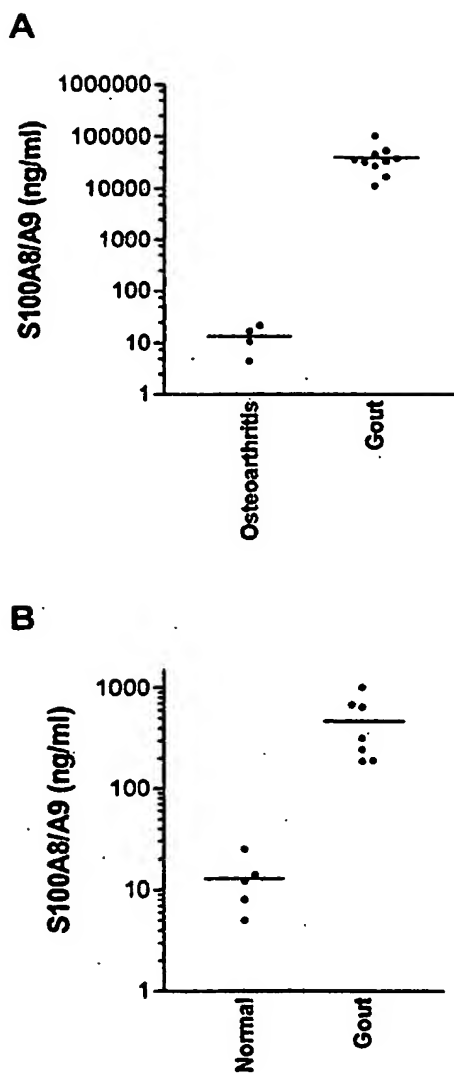 A
S100A8/A9 (ng/ml)
1000000
100000
10000
1000
100
10
1
Osteoarthritis
Gout
B
S100A8/A9 (ng/ml)
1000
100
10
1
Normal
Gout